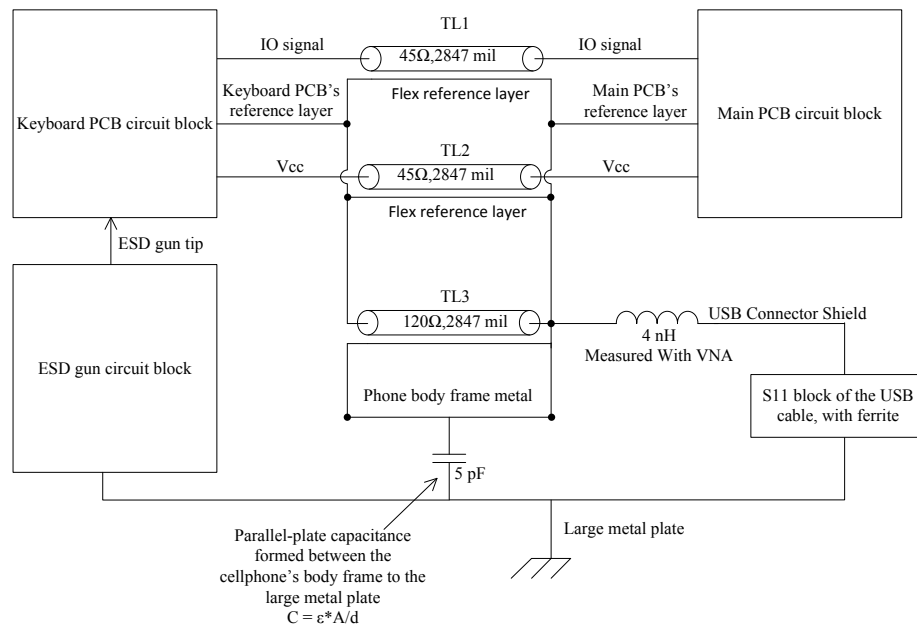 TL1
IO signal
45Ω,2847 mil
IO signal
Keyboard PCB circuit block
Keyboard PCB's
reference layer
Flex reference layer
Main PCB's
reference layer
Main PCB circuit block
TL2
Vcc
45Ω,2847 mil
Vcc
Flex reference layer
ESD gun tip
TL3
120Ω,2847 mil
USB Connector Shield
4 nH
Measured With VNA
ESD gun circuit block
Phone body frame metal
S11 block of the USB
cable, with ferrite
5 pF
Parallel-plate capacitance
formed between the
cellphone's body frame to the
large metal plate
C = ε*A/d
Large metal plate